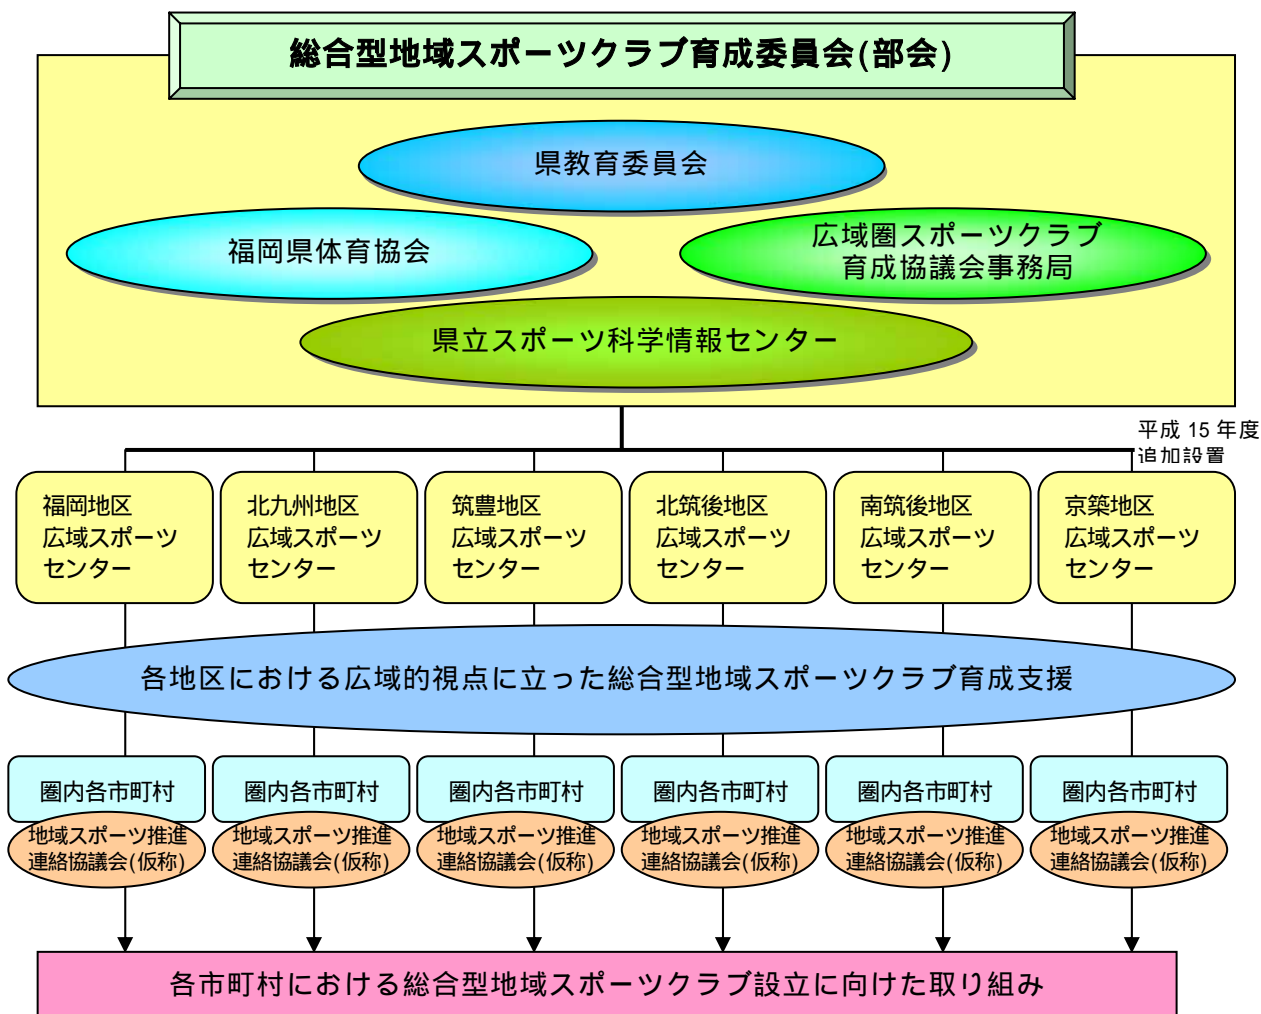 総合型地域スポーツクラブ育成委員会(部会)
県教育委員会
福岡県体育協会
広域圏スポーツクラブ
育成協議会事務局
県立スポーツ科学情報センター
平成 15 年度
追加設置
福岡地区
広域スポーツ
センター
北九州地区
広域スポーツ
センター
筑豊地区
広域スポーツ
センター
北筑後地区
広域スポーツ
センター
南筑後地区
広域スポーツ
センター
京築地区
広域スポーツ
センター
各地区における広域的視点に立った総合型地域スポーツクラブ育成支援
圏内各市町村
地域スポーツ推進
連絡協議会(仮称)
圏内各市町村
地域スポーツ推進
連絡協議会(仮称)
圏内各市町村
地域スポーツ推進
連絡協議会(仮称)
圏内各市町村
地域スポーツ推進
連絡協議会(仮称)
圏内各市町村
地域スポーツ推進
連絡協議会(仮称)
圏内各市町村
地域スポーツ推進
連絡協議会(仮称)
各市町村における総合型地域スポーツクラブ設立に向けた取り組み